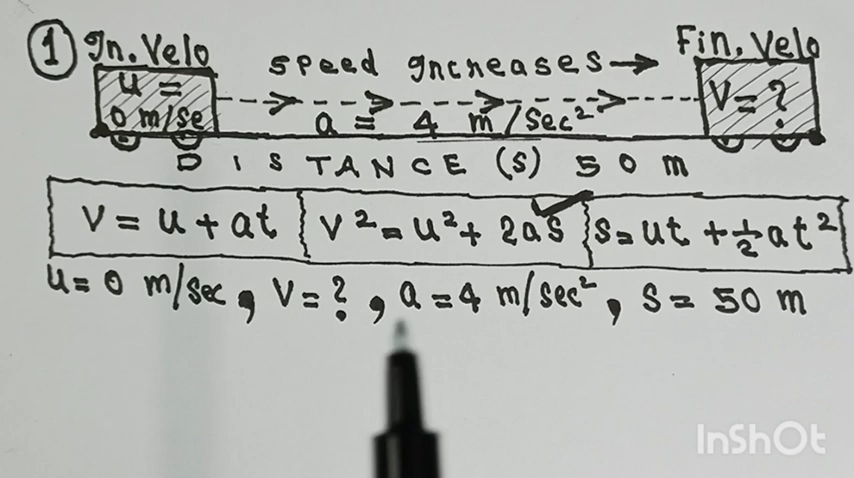 ① In. Velo speed increases → Fin. Velo
u = 0 m/se a = 4 m/sec² V = ?
DISTANCE (S) 50 m
V = u + at V² = u² + 2as S = ut + ½at²
u = 0 m/sec, V = ?, a = 4 m/sec², S = 50 m
InShOt